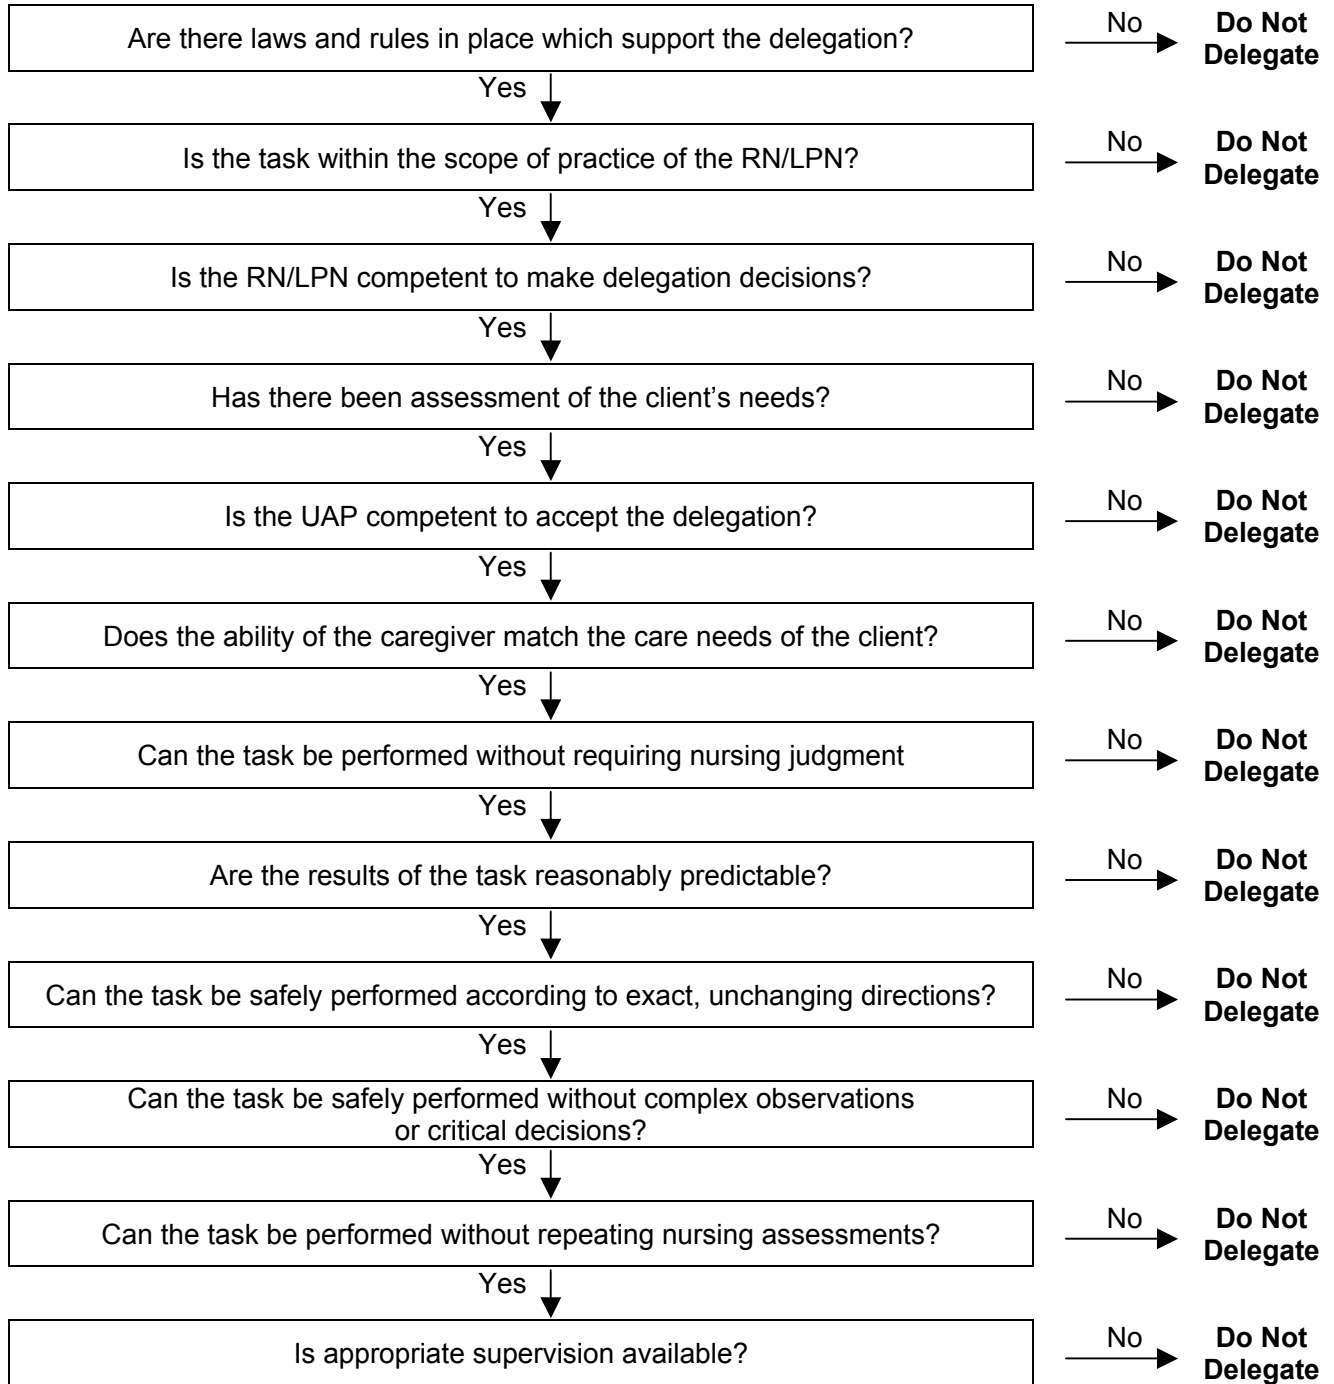 Are there laws and rules in place which support the delegation?
No
Do Not
Delegate
Yes
Is the task within the scope of practice of the RN/LPN?
No
Do Not
Delegate
Yes
Is the RN/LPN competent to make delegation decisions?
No
Do Not
Delegate
Yes
Has there been assessment of the client’s needs?
No
Do Not
Delegate
Yes
Is the UAP competent to accept the delegation?
No
Do Not
Delegate
Yes
Does the ability of the caregiver match the care needs of the client?
No
Do Not
Delegate
Yes
Can the task be performed without requiring nursing judgment
No
Do Not
Delegate
Yes
Are the results of the task reasonably predictable?
No
Do Not
Delegate
Yes
Can the task be safely performed according to exact, unchanging directions?
No
Do Not
Delegate
Yes
Can the task be safely performed without complex observations
or critical decisions?
No
Do Not
Delegate
Yes
Can the task be performed without repeating nursing assessments?
No
Do Not
Delegate
Yes
Is appropriate supervision available?
No
Do Not
Delegate